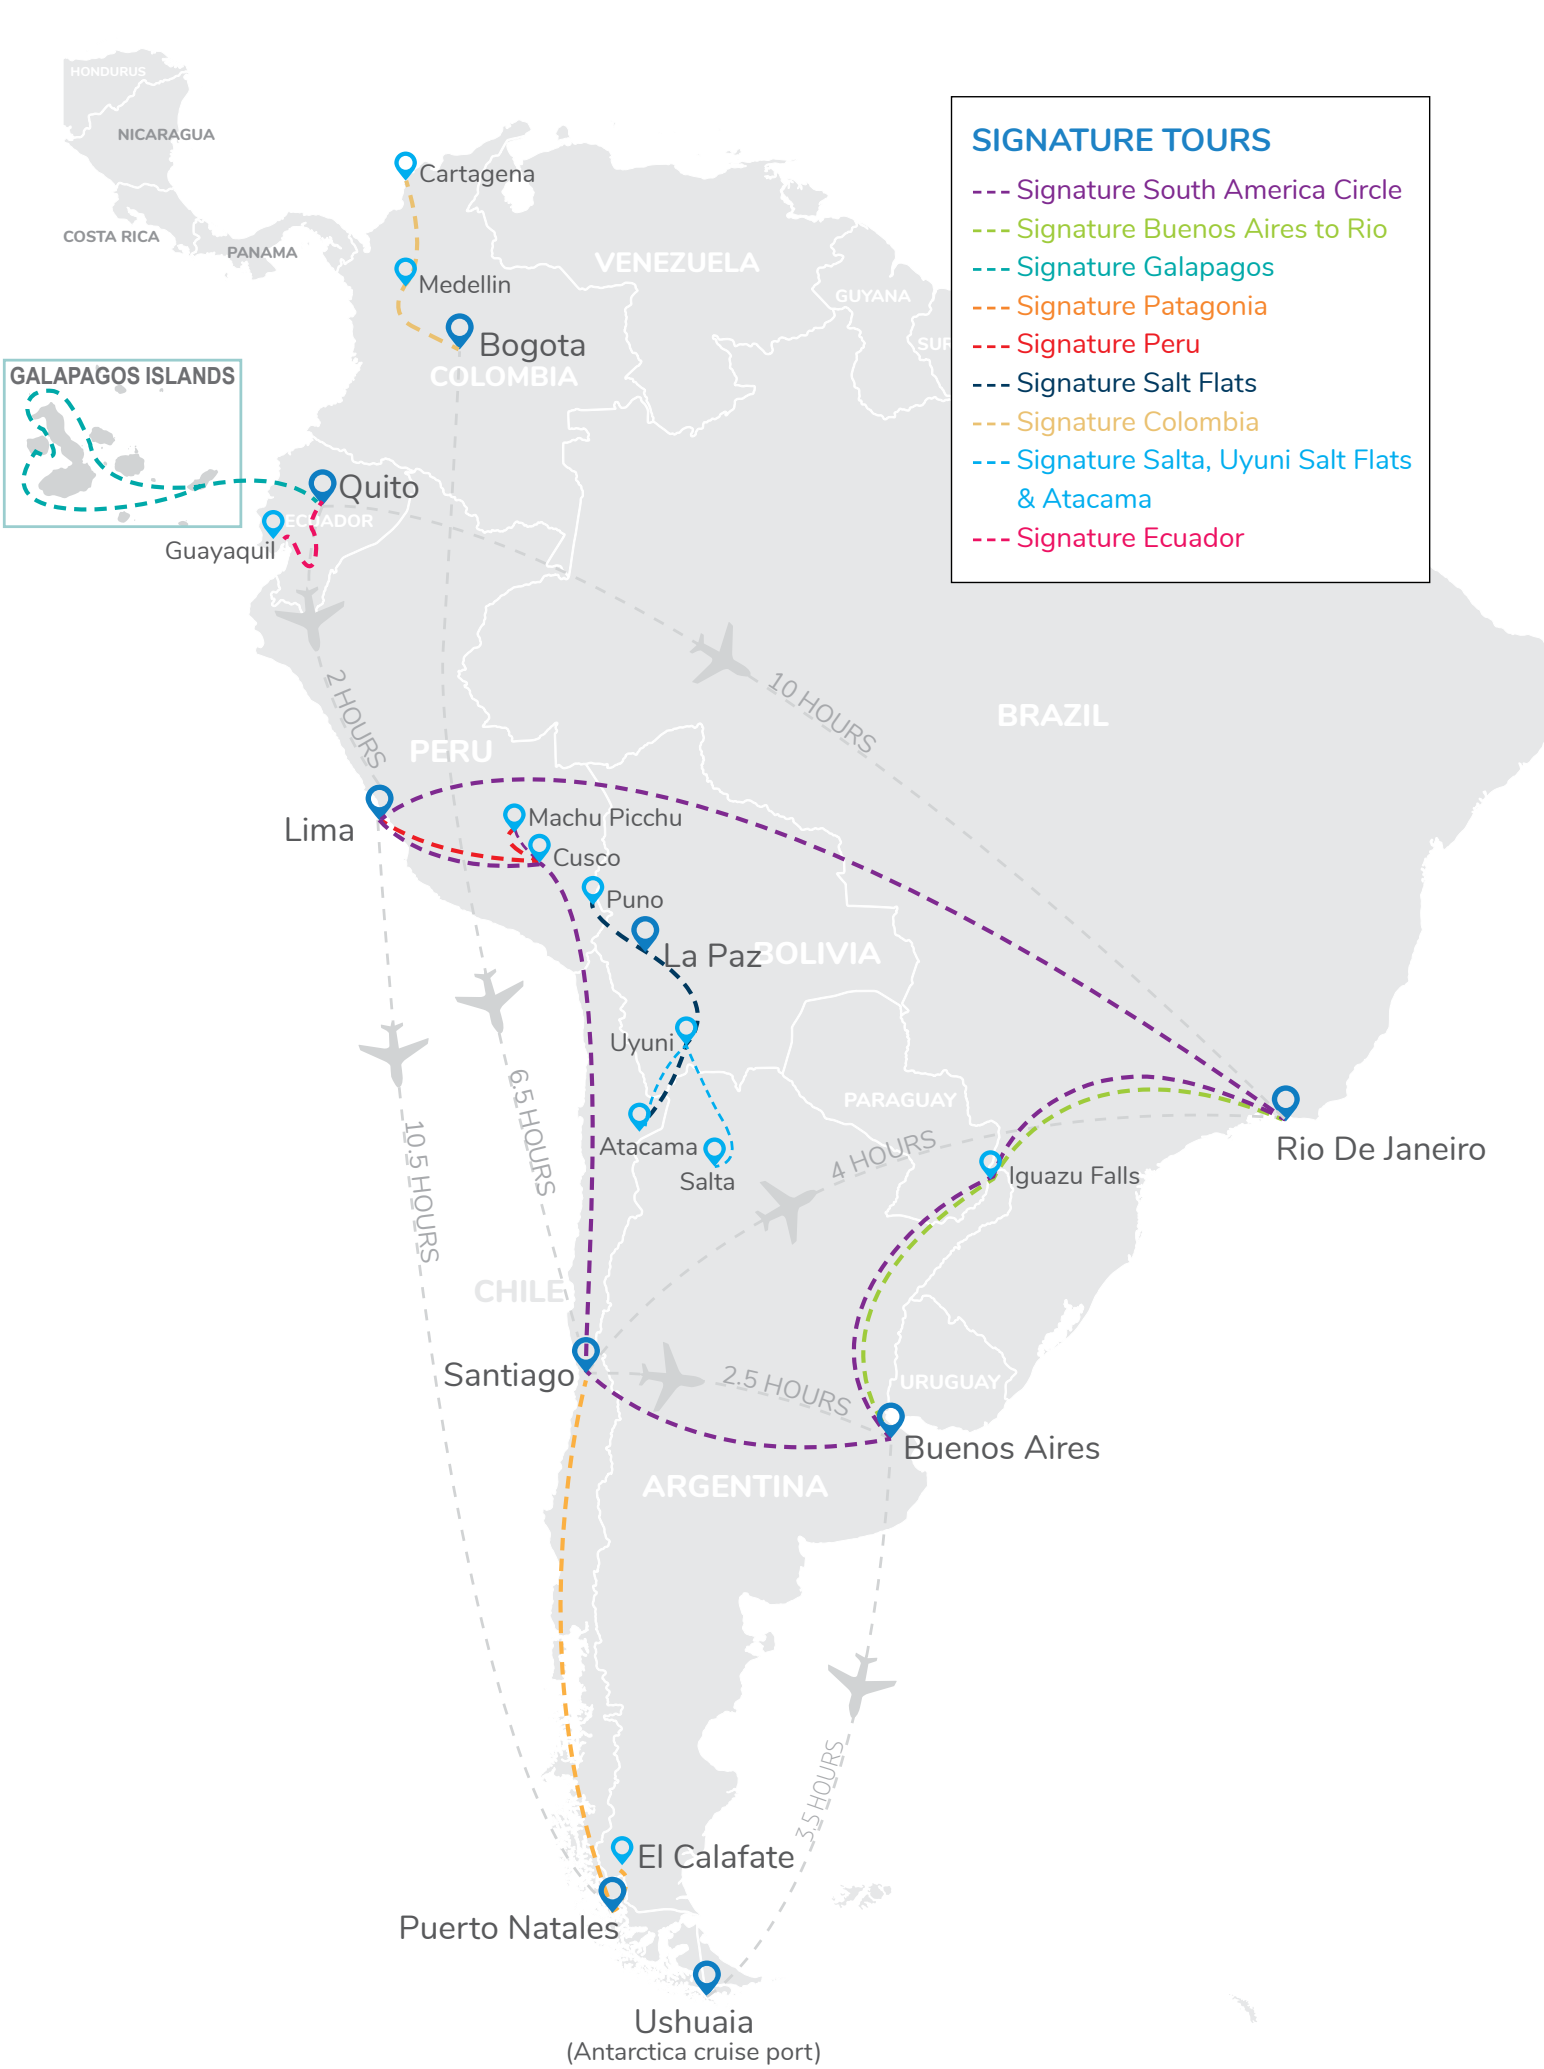 HONDURUS
NICARAGUA
COSTA RICA
PANAMA
Cartagena
Medellin
Bogota
COLOMBIA
VENEZUELA
GUYANA
SUR
SIGNATURE TOURS
Signature South America Circle
Signature Buenos Aires to Rio
Signature Galapagos
Signature Patagonia
Signature Peru
Signature Salt Flats
Signature Colombia
Signature Salta, Uyuni Salt Flats
& Atacama
Signature Ecuador
GALAPAGOS ISLANDS
Quito
ECUADOR
Guayaquil
2 HOURS
10 HOURS
BRAZIL
PERU
Lima
Machu Picchu
Cusco
Puno
La Paz
BOLIVIA
Uyuni
Atacama
Salta
PARAGUAY
4 HOURS
Iguazu Falls
Rio De Janeiro
6.5 HOURS
10.5 HOURS
CHILE
Santiago
2.5 HOURS
URUGUAY
Buenos Aires
ARGENTINA
3.5 HOURS
El Calafate
Puerto Natales
Ushuaia
(Antarctica cruise port)